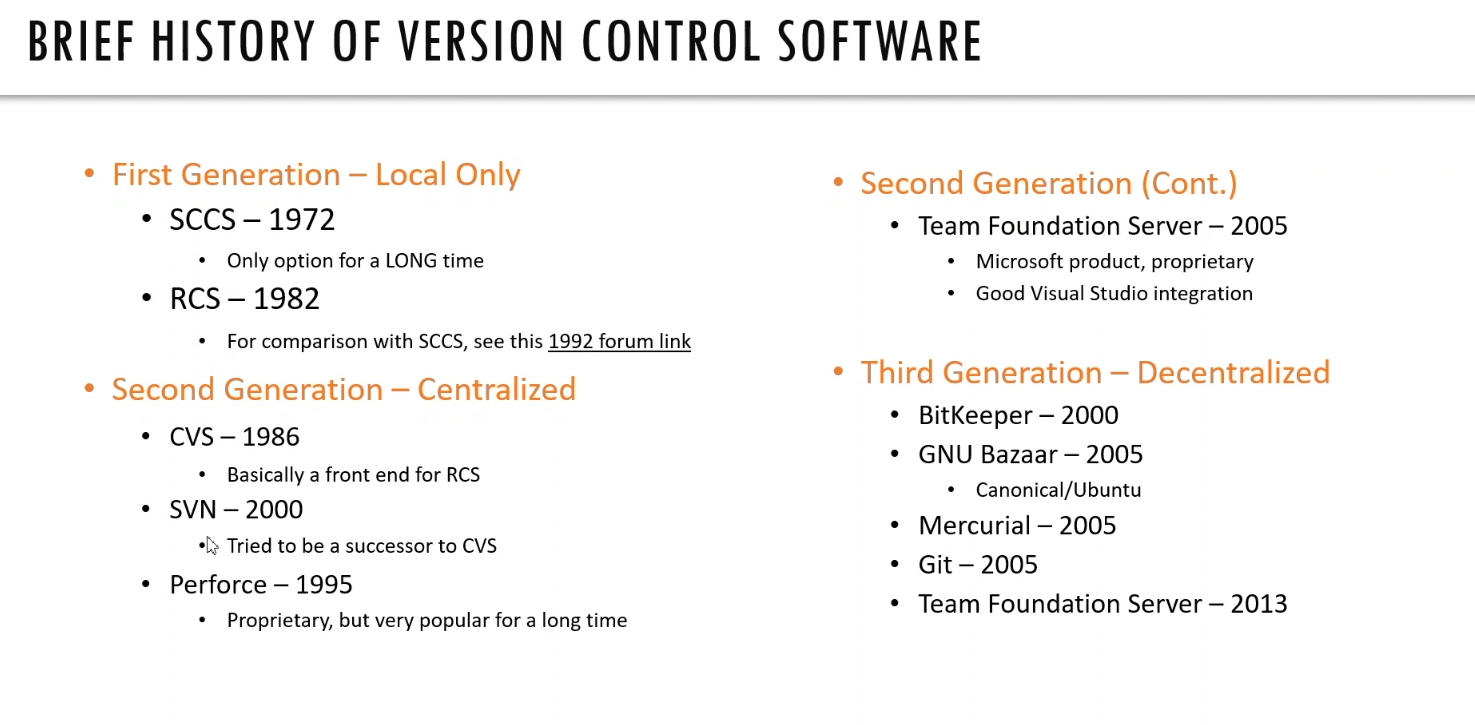 BRIEF HISTORY OF VERSION CONTROL SOFTWARE
• First Generation – Local Only
• SCCS – 1972
• Only option for a LONG time
• RCS – 1982
• For comparison with SCCS, see this 1992 forum link
• Second Generation – Centralized
• CVS – 1986
• Basically a front end for RCS
• SVN – 2000
• Tried to be a successor to CVS
• Perforce – 1995
• Proprietary, but very popular for a long time
• Second Generation (Cont.)
• Team Foundation Server – 2005
• Microsoft product, proprietary
• Good Visual Studio integration
• Third Generation – Decentralized
• BitKeeper – 2000
• GNU Bazaar – 2005
• Canonical/Ubuntu
• Mercurial – 2005
• Git – 2005
• Team Foundation Server – 2013